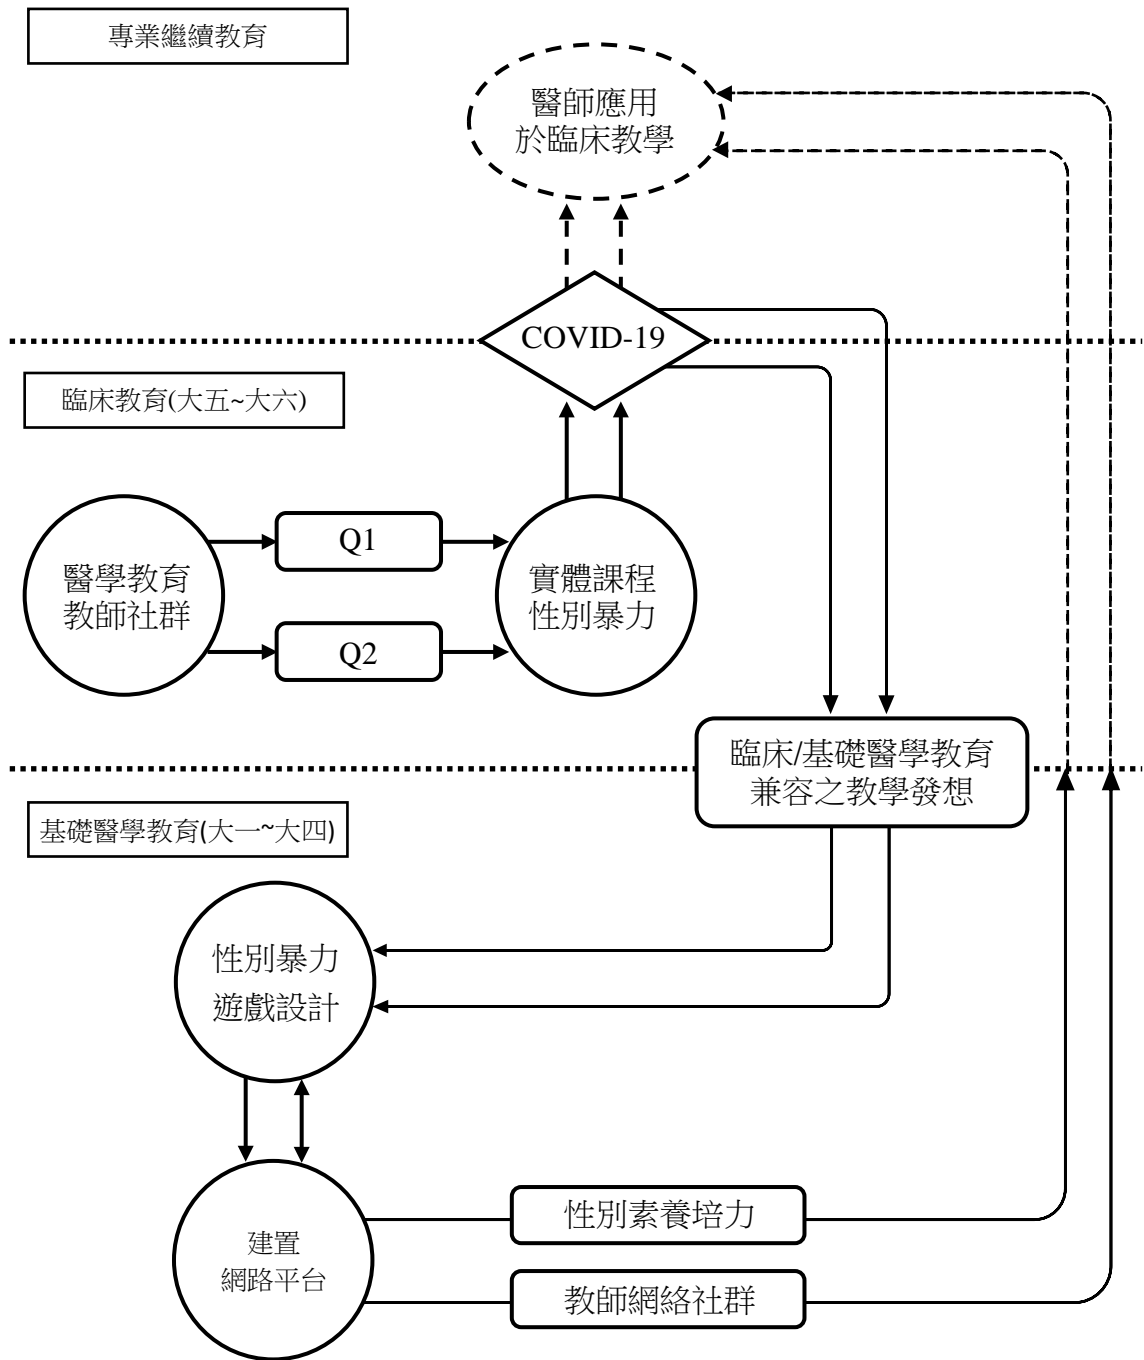 專業繼續教育
醫師應用
於臨床教學
COVID-19
臨床教育(大五~大六)
醫學教育
教師社群
Q1
Q2
實體課程
性別暴力
臨床/基礎醫學教育
兼容之教學發想
基礎醫學教育(大一~大四)
性別暴力
遊戲設計
建置
網路平台
性別素養培力
教師網絡社群